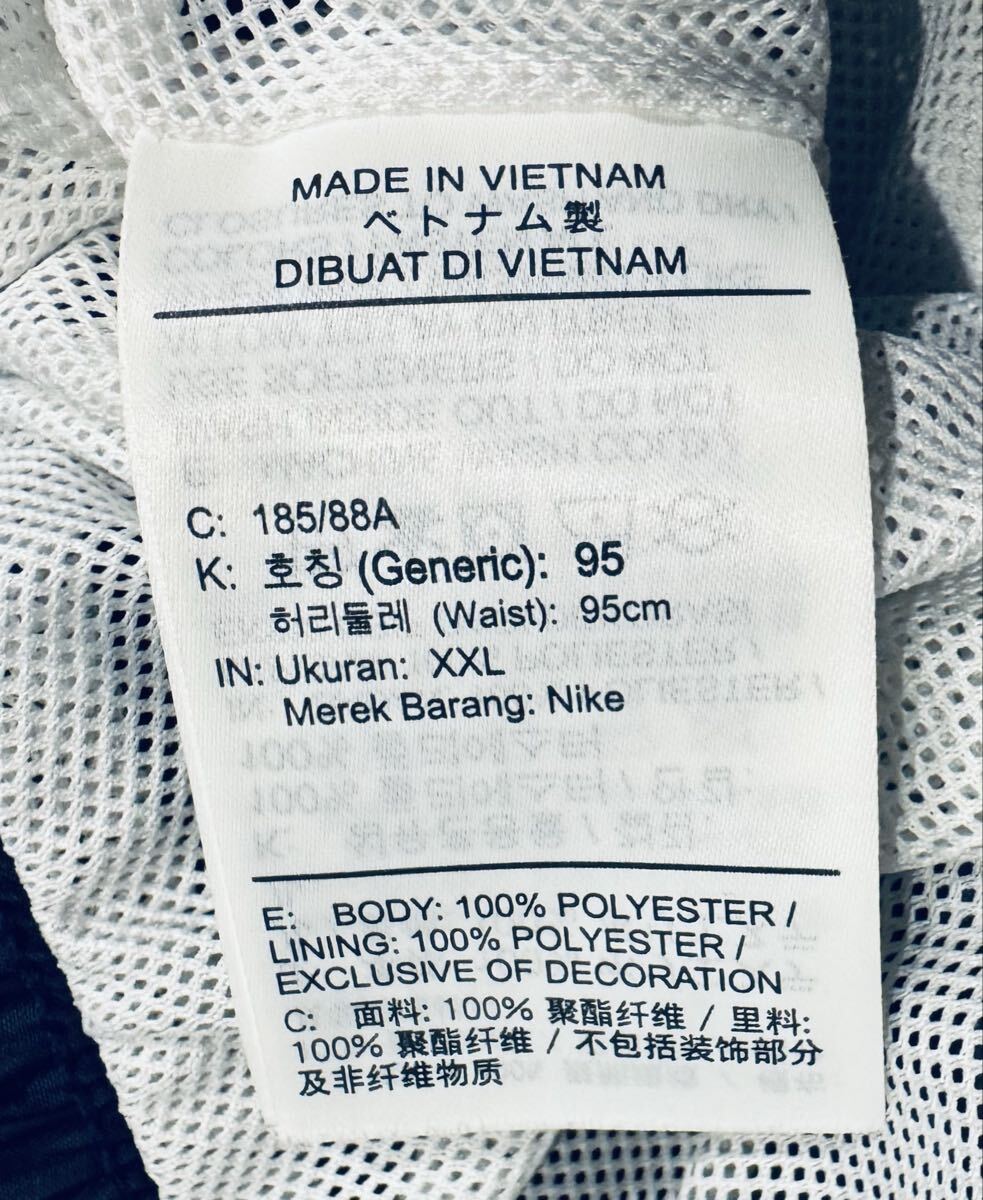 MADE IN VIETNAM
ベトナム製
DIBUAT DI VIETNAM
C: 185/88A
K: 호칭 (Generic): 95
허리둘레 (Waist): 95cm
IN: Ukuran: XXL
Merek Barang: Nike
E: BODY: 100% POLYESTER /
LINING: 100% POLYESTER /
EXCLUSIVE OF DECORATION
C: 面料: 100% 聚酯纤维 / 里料:
100% 聚酯纤维 / 不包括装饰部分
及非纤维物质